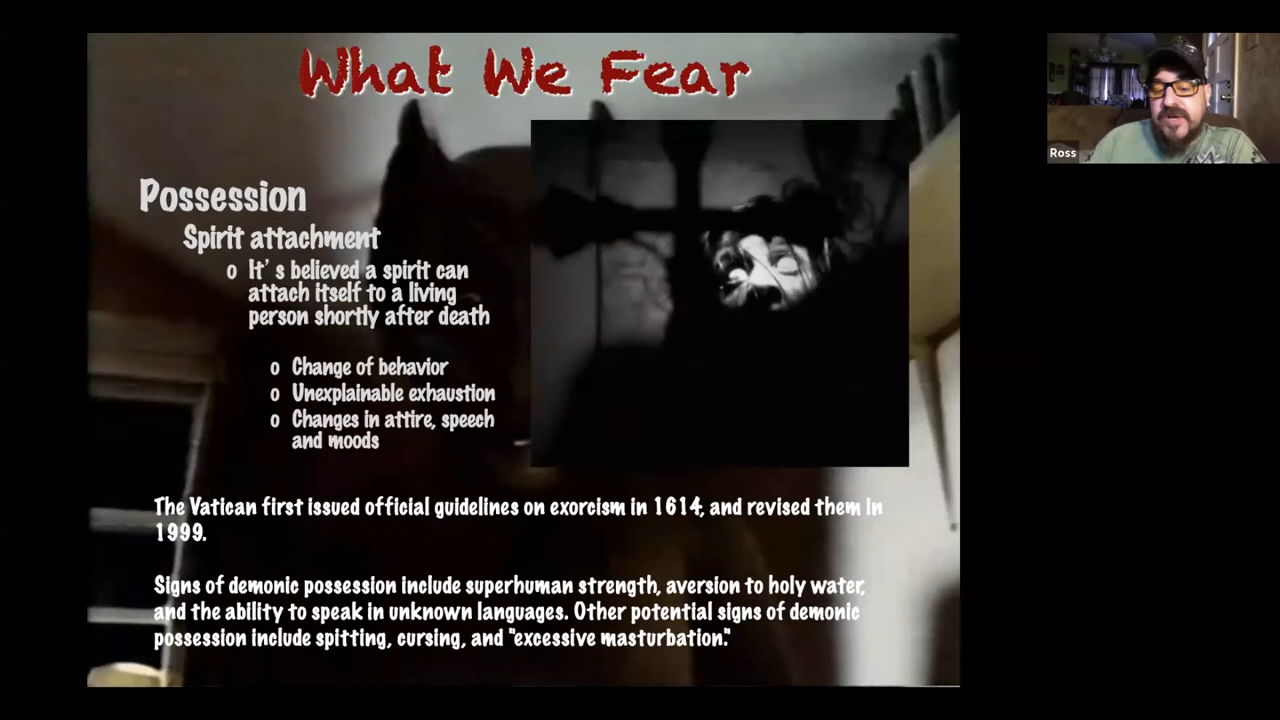 What We Fear
Ross
Possession
Spirit attachment
o It's believed a spirit can
attach itself to a living
person shortly after death
o Change of behavior
o Unexplainable exhaustion
o Changes in attire, speech
and moods
The Vatican first issued official guidelines on exorcism in 1614, and revised them in
1999.
Signs of demonic possession include superhuman strength, aversion to holy water,
and the ability to speak in unknown languages. Other potential signs of demonic
possession include spitting, cursing, and "excessive masturbation."